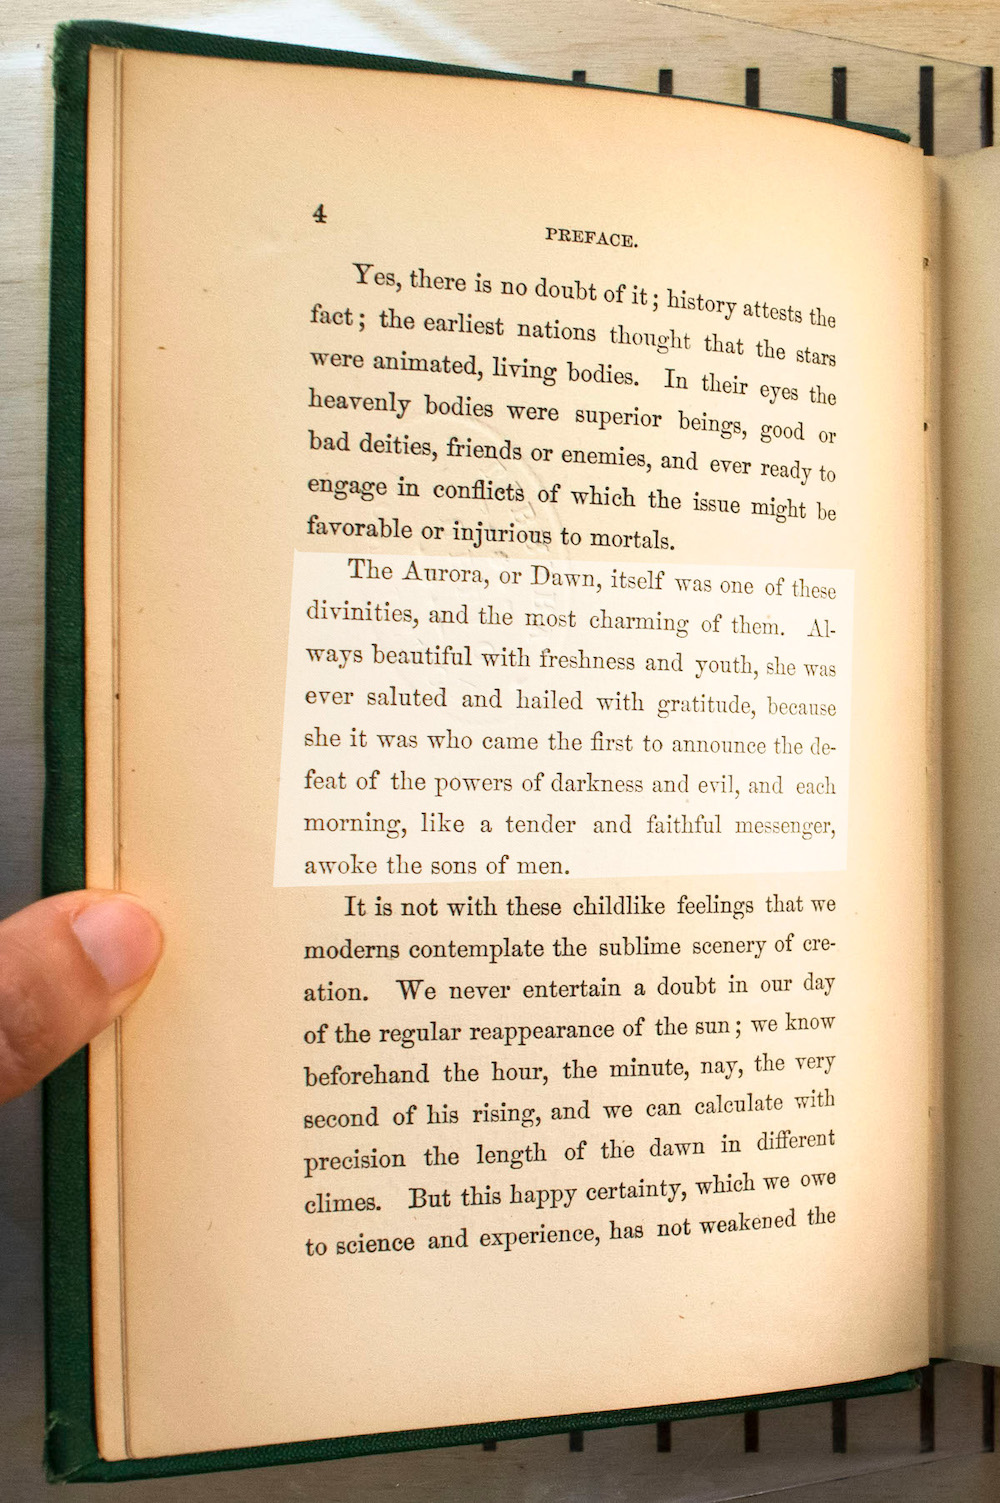 4
PREFACE.
Yes, there is no doubt of it; history attests the
fact; the earliest nations thought that the stars
were animated, living bodies. In their eyes the
heavenly bodies were superior beings, good or
bad deities, friends or enemies, and ever ready to
engage in conflicts of which the issue might be
favorable or injurious to mortals.
The Aurora, or Dawn, itself was one of these
divinities, and the most charming of them. Al-
ways beautiful with freshness and youth, she was
ever saluted and hailed with gratitude, because
she it was who came the first to announce the de-
feat of the powers of darkness and evil, and each
morning, like a tender and faithful messenger,
awoke the sons of men.
It is not with these childlike feelings that we
moderns contemplate the sublime scenery of cre-
ation. We never entertain a doubt in our day
of the regular reappearance of the sun; we know
beforehand the hour, the minute, nay, the very
second of his rising, and we can calculate with
precision the length of the dawn in different
climes. But this happy certainty, which we owe
to science and experience, has not weakened the